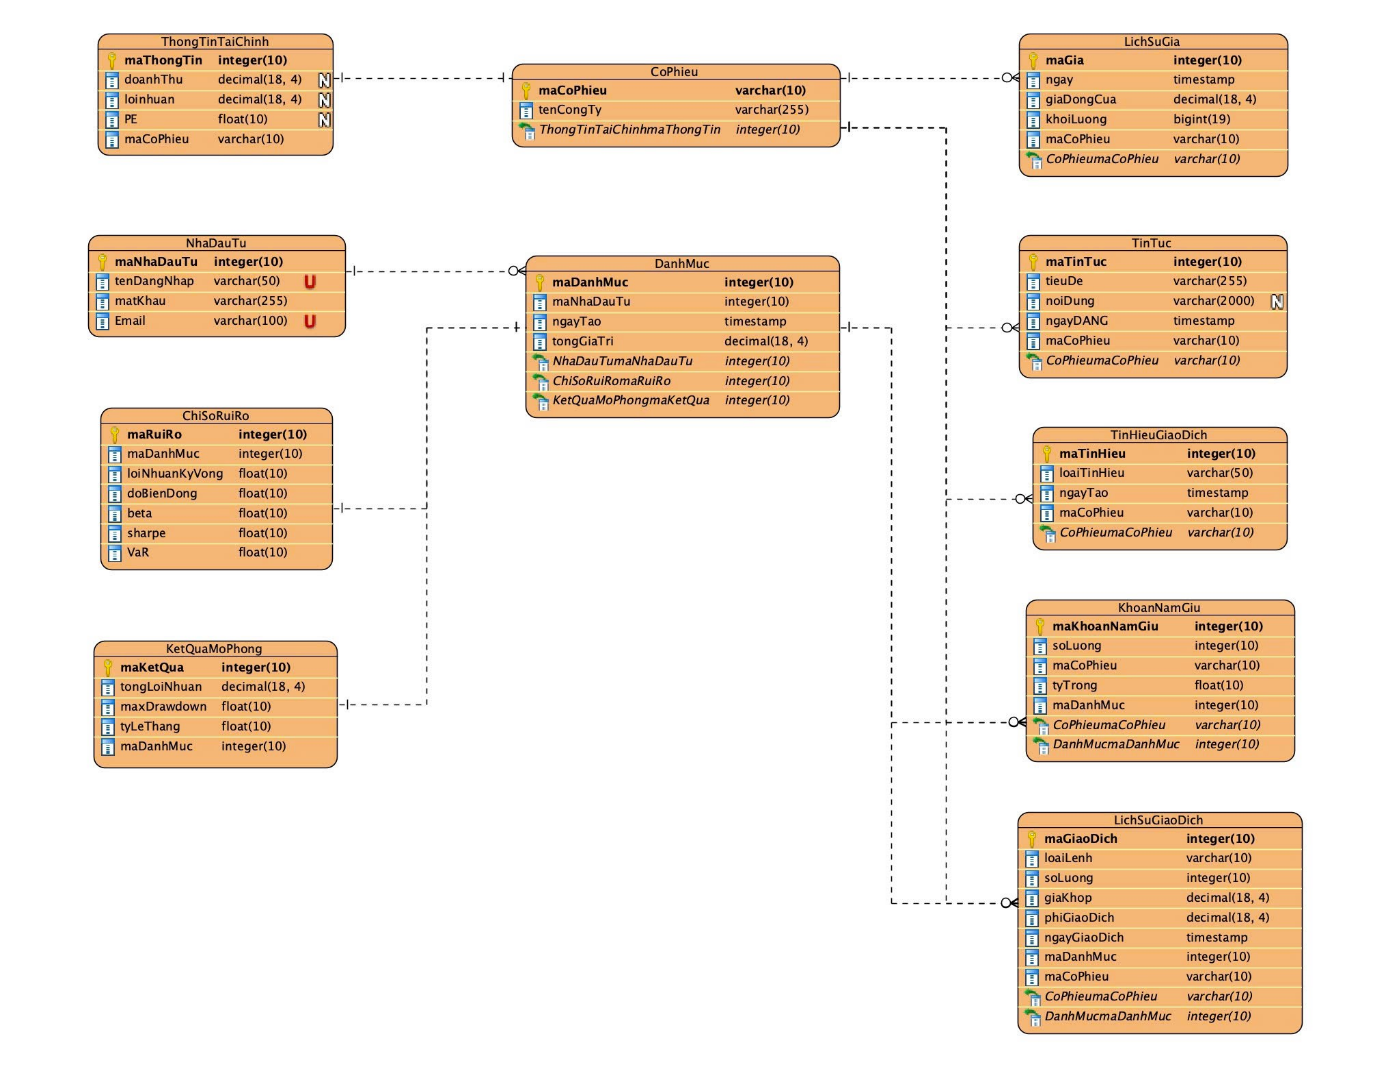 ThongTinTaiChinh
maThongTin integer(10)
doanhThu decimal(18, 4) N
loinhuan decimal(18, 4) N
PE float(10) N
maCoPhieu varchar(10)
CoPhieu
maCoPhieu varchar(10)
tenCongTy varchar(255)
ThongTinTaiChinhmaThongTin integer(10)
LichSuGia
maGia integer(10)
ngay timestamp
giaDongCua decimal(18, 4)
khoiLuong bigint(19)
maCoPhieu varchar(10)
CoPhieumaCoPhieu varchar(10)
NhaDauTu
maNhaDauTu integer(10)
tenDangNhap varchar(50) U
matKhau varchar(255)
Email varchar(100) U
DanhMuc
maDanhMuc integer(10)
maNhaDauTu integer(10)
ngayTao timestamp
tongGiaTri decimal(18, 4)
NhaDauTumaNhaDauTu integer(10)
ChiSoRuiRomaRuiRo integer(10)
KetQuaMoPhongmaKetQua integer(10)
TinTuc
maTinTuc integer(10)
tieuDe varchar(255)
noiDung varchar(2000) N
ngayDANG timestamp
maCoPhieu varchar(10)
CoPhieumaCoPhieu varchar(10)
ChiSoRuiRo
maRuiRo integer(10)
maDanhMuc integer(10)
loiNhuanKyVong float(10)
doBienDong float(10)
beta float(10)
sharpe float(10)
VaR float(10)
TinHieuGiaoDich
maTinHieu integer(10)
loaiTinHieu varchar(50)
ngayTao timestamp
maCoPhieu varchar(10)
CoPhieumaCoPhieu varchar(10)
KetQuaMoPhong
maKetQua integer(10)
tongLoiNhuan decimal(18, 4)
maxDrawdown float(10)
tyLeThang float(10)
maDanhMuc integer(10)
KhoanNamGiu
maKhoanNamGiu integer(10)
soLuong integer(10)
maCoPhieu varchar(10)
tyTrong float(10)
maDanhMuc integer(10)
CoPhieumaCoPhieu varchar(10)
DanhMucmaDanhMuc integer(10)
LichSuGiaoDich
maGiaoDich integer(10)
loaiLenh varchar(10)
soLuong integer(10)
giaKhop decimal(18, 4)
phiGiaoDich decimal(18, 4)
ngayGiaoDich timestamp
maDanhMuc integer(10)
maCoPhieu varchar(10)
CoPhieumaCoPhieu varchar(10)
DanhMucmaDanhMuc integer(10)